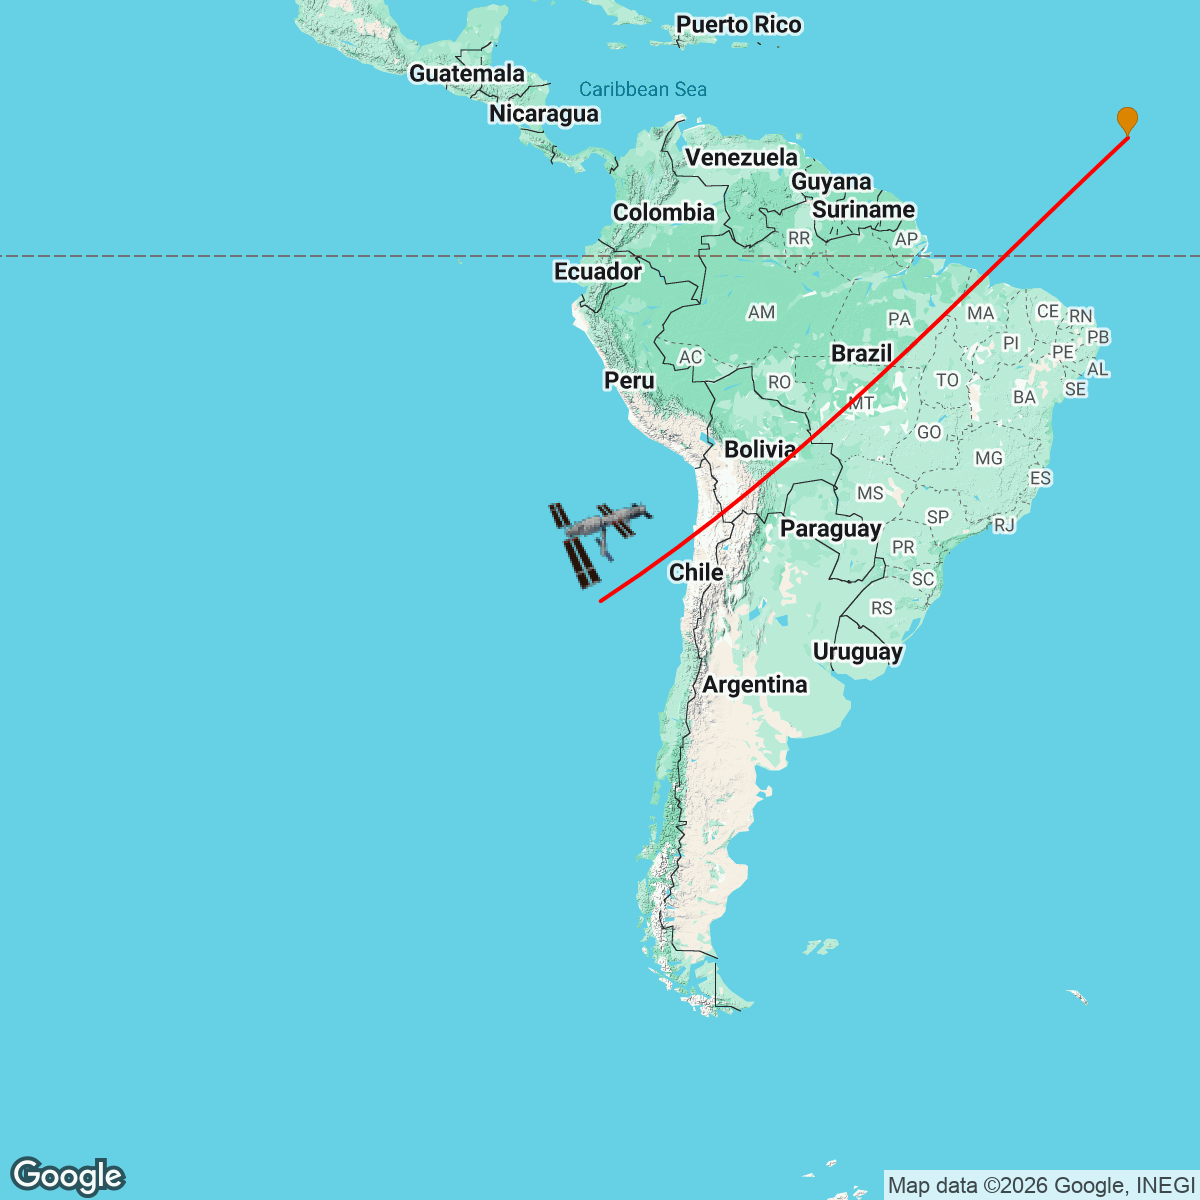 Puerto Rico
Guatemala
Caribbean Sea
Nicaragua
Venezuela
Guyana
Colombia
Suriname
RR
AP
Ecuador
AM
PA
MA
CE
RN
PI
PB
Brazil
PE
AC
AL
Peru
RO
TO
SE
MT
BA
GO
Bolivia
MG
ES
MS
SP
RJ
Paraguay
PR
Chile
SC
RS
Uruguay
Argentina
Google
Map data ©2026 Google, INEGI